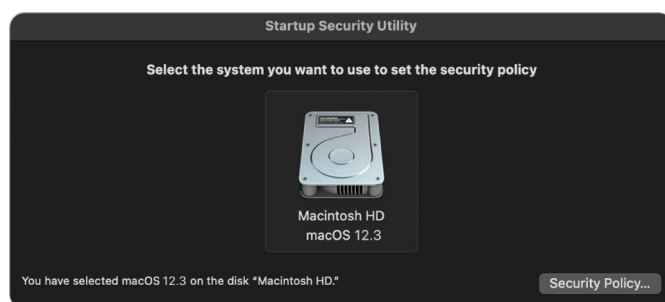 Startup Security Utility
Select the system you want to use to set the security policy
Macintosh HD
macOS 12.3
You have selected macOS 12.3 on the disk “Macintosh HD.”
Security Policy...